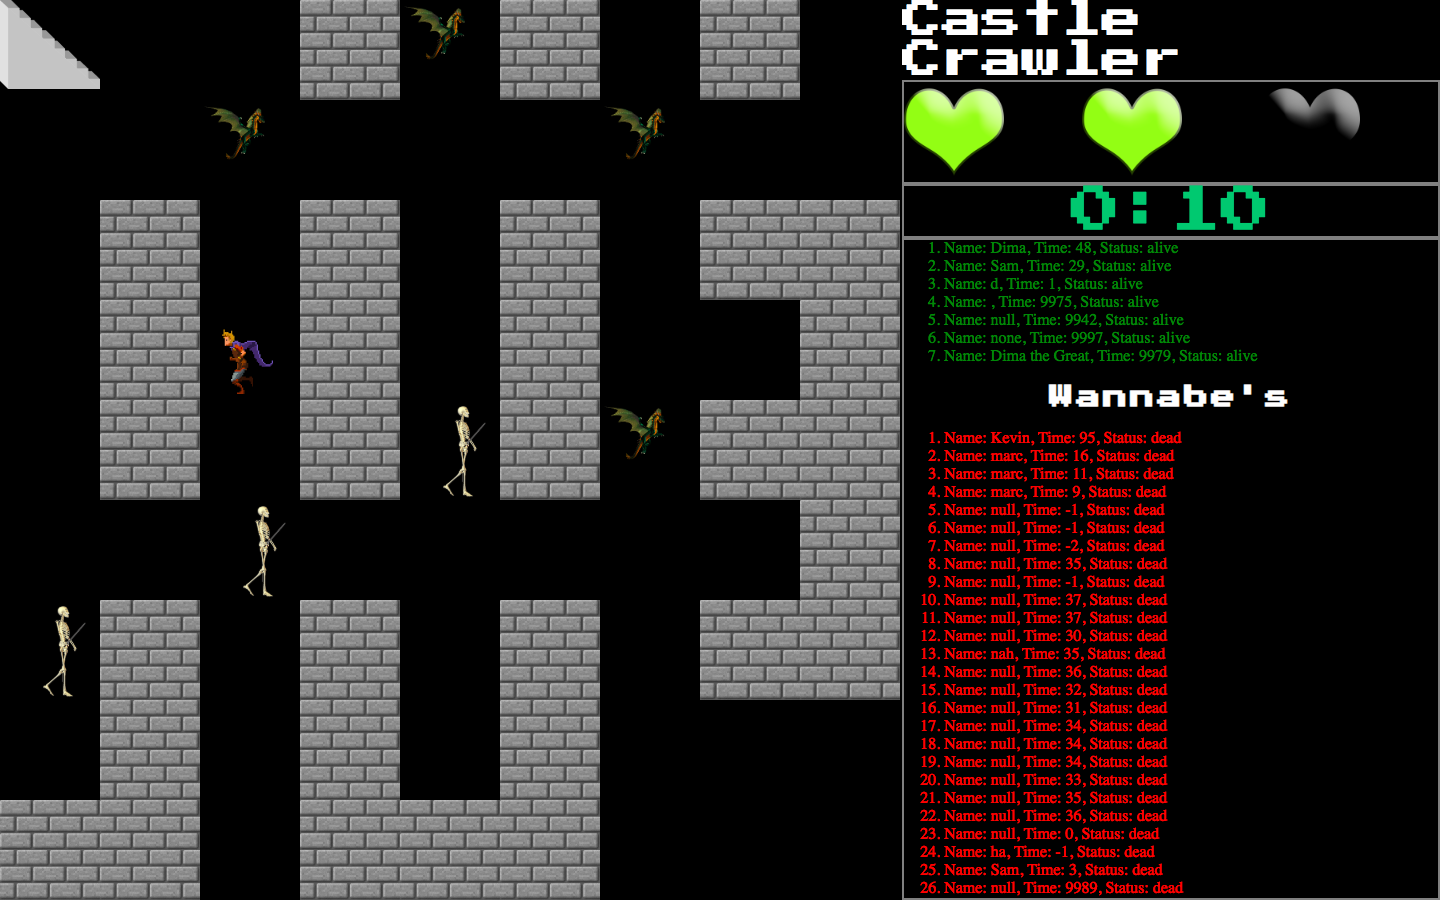 Castle
Crawler
0:10
1. Name: Dima, Time: 48, Status: alive
2. Name: Sam, Time: 29, Status: alive
3. Name: d, Time: 1, Status: alive
4. Name: , Time: 9975, Status: alive
5. Name: null, Time: 9942, Status: alive
6. Name: none, Time: 9997, Status: alive
7. Name: Dima the Great, Time: 9979, Status: alive
Wannabe's
1. Name: Kevin, Time: 95, Status: dead
2. Name: marc, Time: 16, Status: dead
3. Name: marc, Time: 11, Status: dead
4. Name: marc, Time: 9, Status: dead
5. Name: null, Time: -1, Status: dead
6. Name: null, Time: -1, Status: dead
7. Name: null, Time: -2, Status: dead
8. Name: null, Time: 35, Status: dead
9. Name: null, Time: -1, Status: dead
10. Name: null, Time: 37, Status: dead
11. Name: null, Time: 37, Status: dead
12. Name: null, Time: 30, Status: dead
13. Name: nah, Time: 35, Status: dead
14. Name: null, Time: 36, Status: dead
15. Name: null, Time: 32, Status: dead
16. Name: null, Time: 31, Status: dead
17. Name: null, Time: 34, Status: dead
18. Name: null, Time: 34, Status: dead
19. Name: null, Time: 34, Status: dead
20. Name: null, Time: 33, Status: dead
21. Name: null, Time: 35, Status: dead
22. Name: null, Time: 36, Status: dead
23. Name: null, Time: 0, Status: dead
24. Name: ha, Time: -1, Status: dead
25. Name: Sam, Time: 3, Status: dead
26. Name: null, Time: 9989, Status: dead